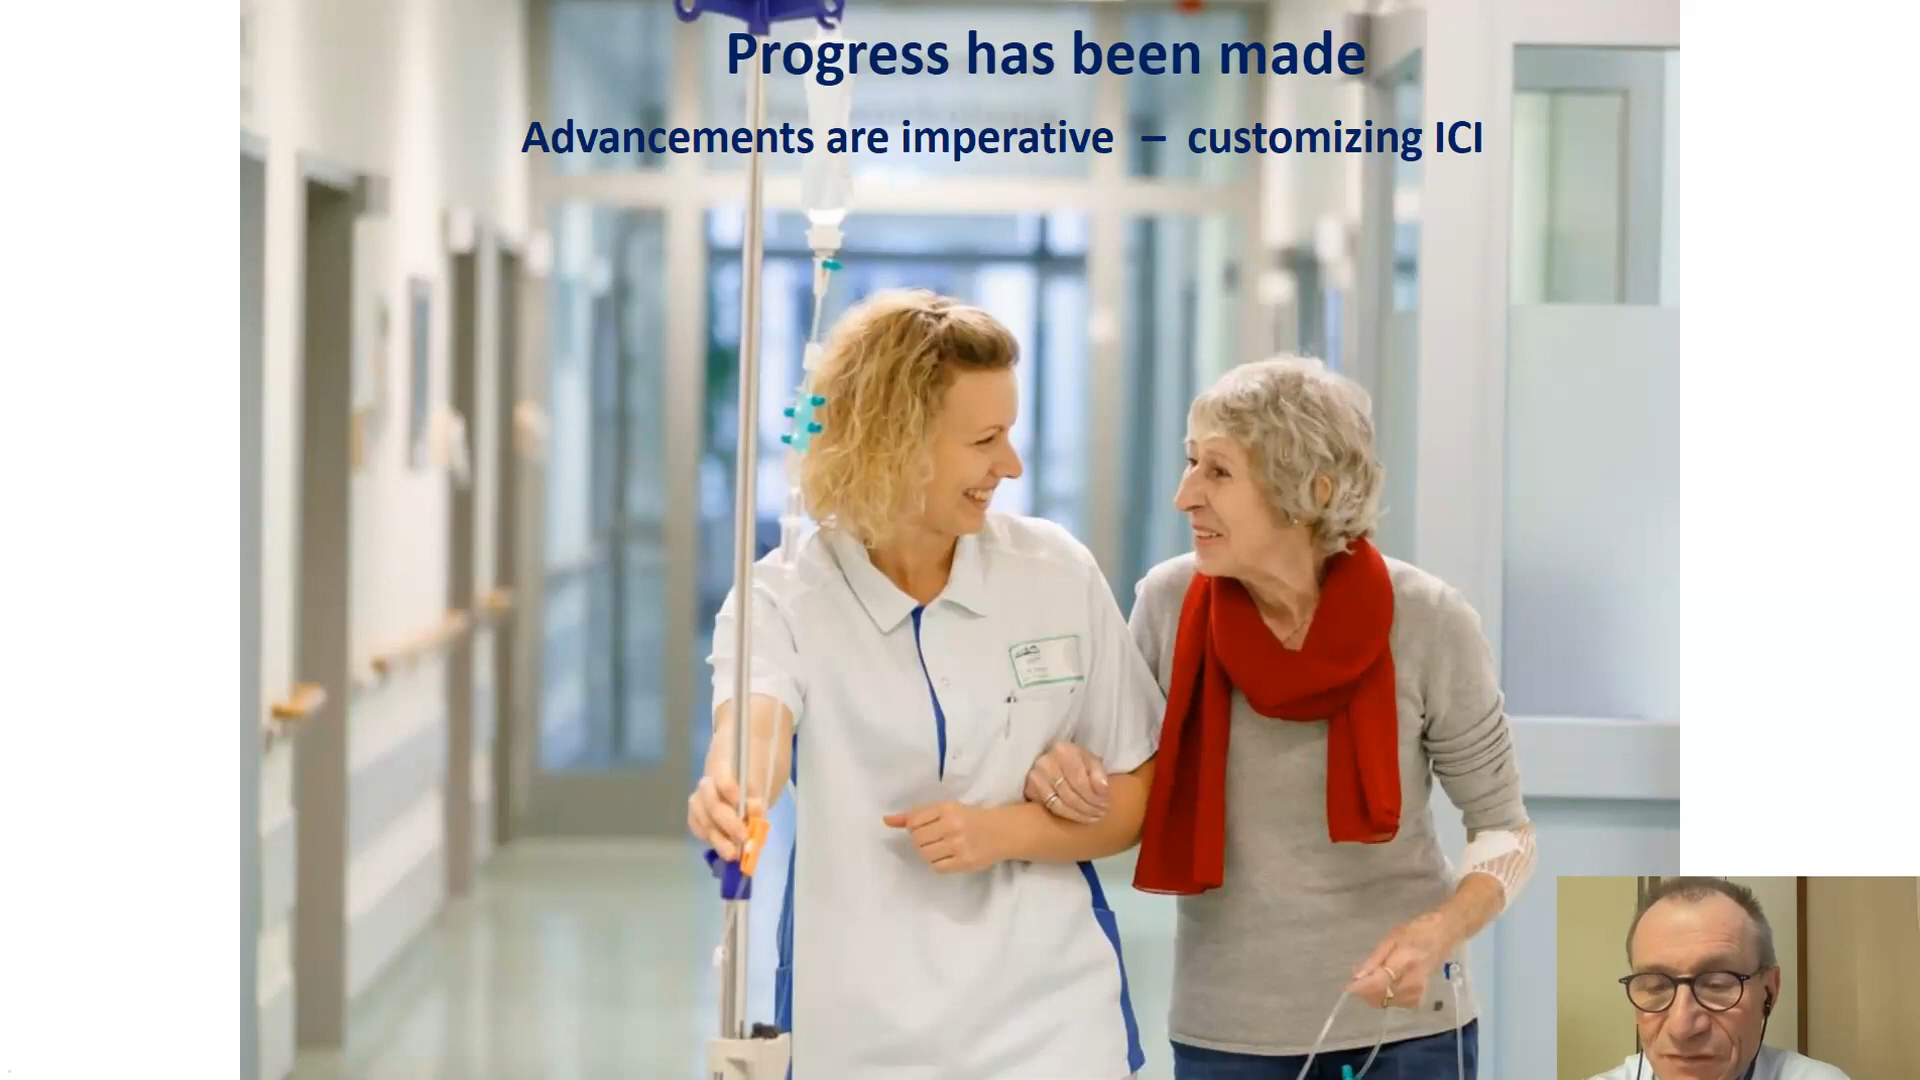 Progress has been made
Advancements are imperative – customizing ICI